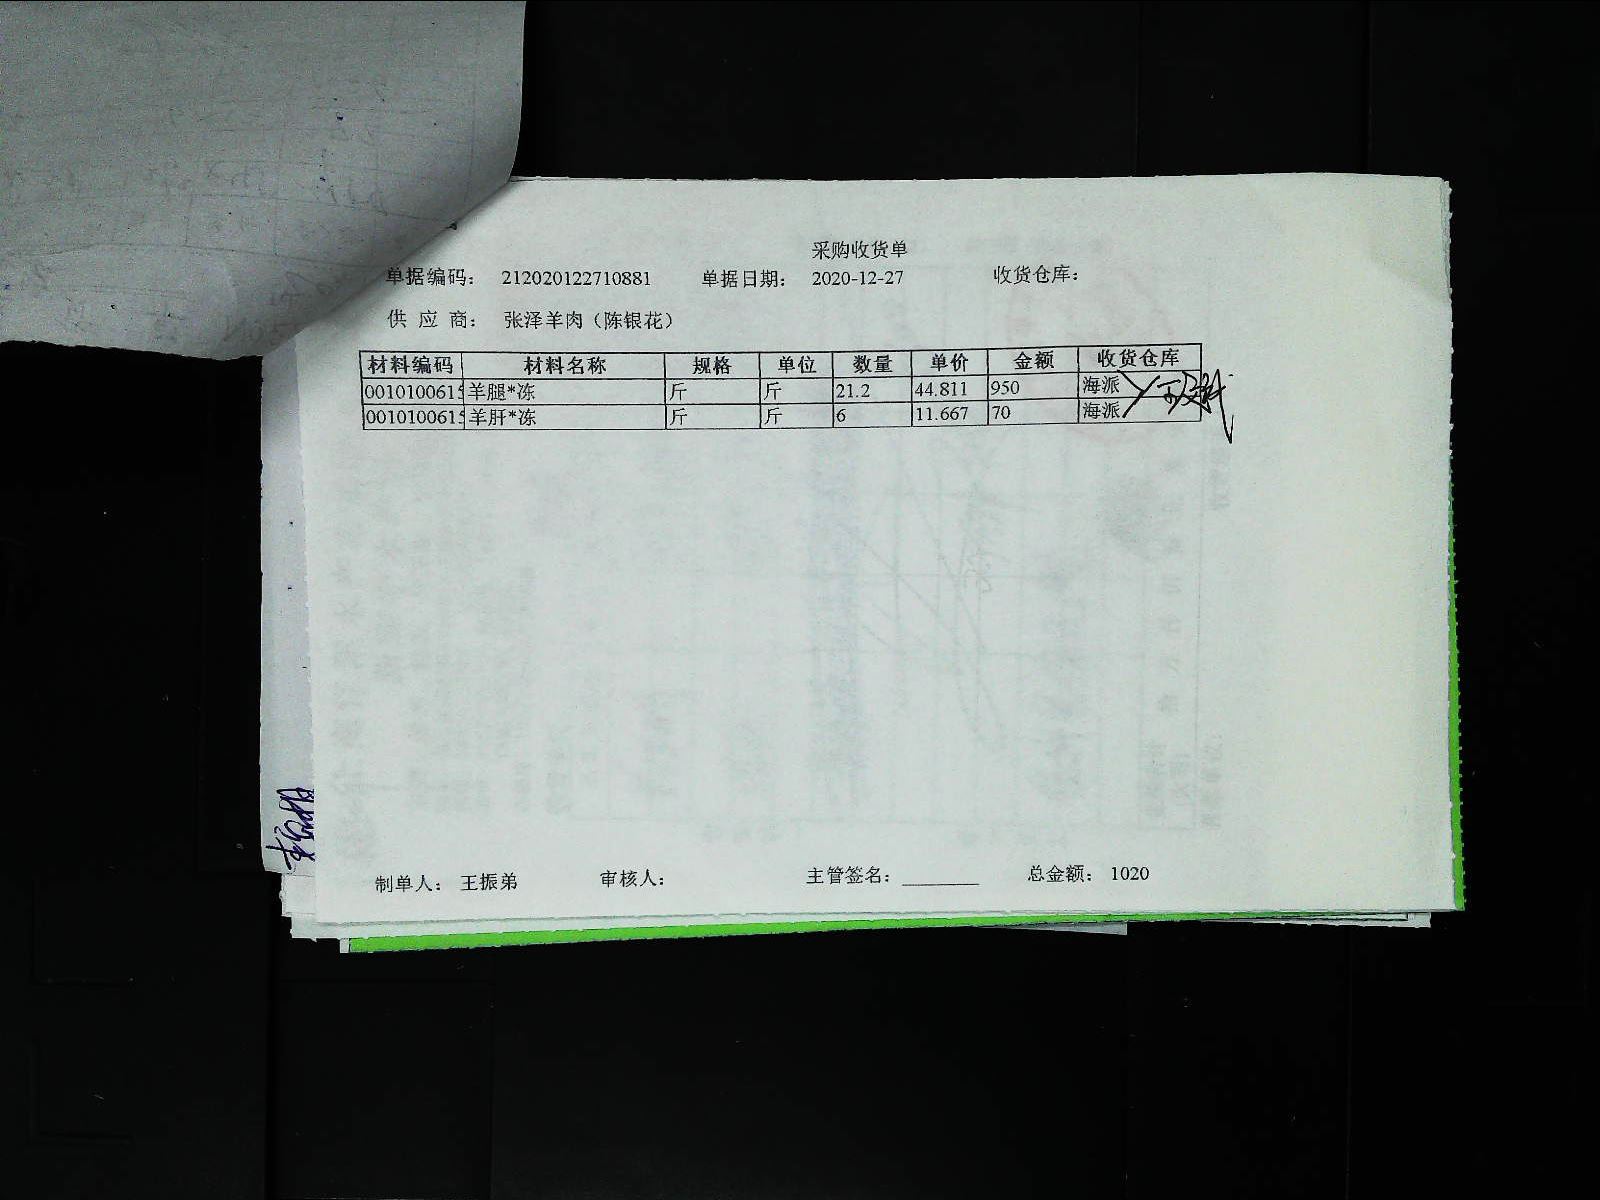 采购收货单
单据编码： 212020122710881 单据日期： 2020-12-27 收货仓库：
供 应 商： 张泽羊肉（陈银花）
材料编码 材料名称 规格 单位 数量 单价 金额 收货仓库
0010100615 羊腿*冻 斤 斤 21.2 44.811 950 海派
0010100615 羊肝*冻 斤 斤 6 11.667 70 海派
制单人： 王振弟 审核人： 主管签名： 总金额： 1020